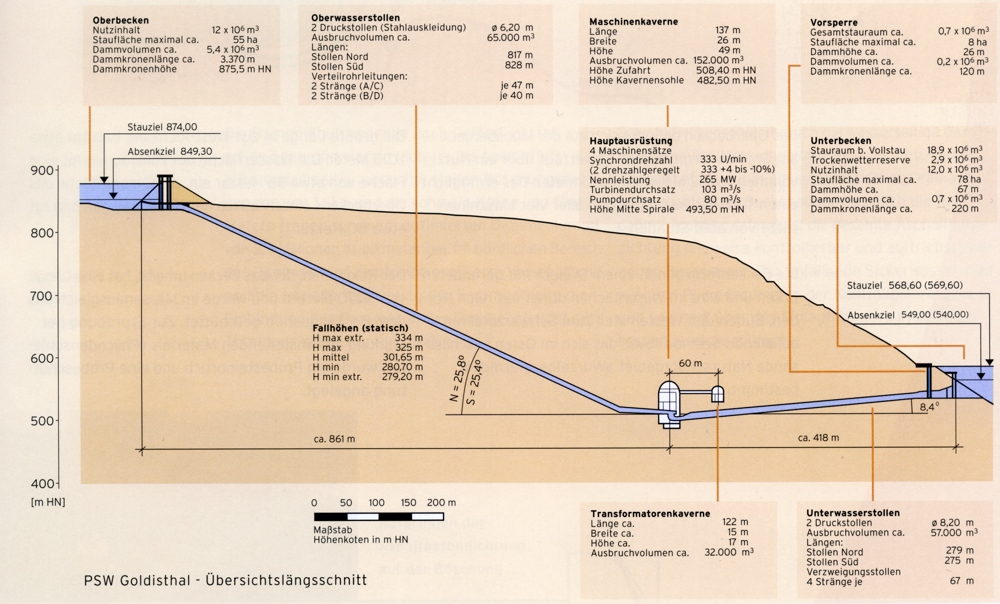 Oberbecken
Nutzinhalt 12 x 10⁶ m³
Staufläche maximal ca. 55 ha
Dammvolumen ca. 5,4 x 10⁶ m³
Dammkronenlänge ca. 3.370 m
Dammkronenhöhe 875,5 m HN
Oberwasserstollen
2 Druckstollen (Stahlauskleidung) ø 6,20 m
Ausbruchvolumen ca. 65.000 m³
Längen:
Stollen Nord 817 m
Stollen Süd 828 m
Verteilrohrleitungen:
2 Stränge (A/C) je 47 m
2 Stränge (B/D) je 40 m
Maschinenkaverne
Länge 137 m
Breite 26 m
Höhe 49 m
Ausbruchvolumen ca. 152.000 m³
Höhe Zufahrt 508,40 m HN
Höhe Kavernensohle 482,50 m HN
Vorsperre
Gesamtstauraum ca. 0,7 x 10⁶ m³
Staufläche maximal ca. 8 ha
Dammhöhe ca. 26 m
Dammvolumen ca. 0,2 x 10⁶ m³
Dammkronenlänge ca. 120 m
Hauptausrüstung
4 Maschinensätze
Synchrondrehzahl 333 U/min
(2 drehzahlgeregelt 333 +4 bis -10%)
Nennleistung 265 MW
Turbinendurchsatz 103 m³/s
Pumpdurchsatz 80 m³/s
Höhe Mitte Spirale 493,50 m HN
Unterbecken
Stauraum b. Vollstau 18,9 x 10⁶ m³
Trockenwetterreserve 2,9 x 10⁶ m³
Nutzinhalt 12,0 x 10⁶ m³
Staufläche maximal ca. 78 ha
Dammhöhe ca. 67 m
Dammvolumen ca. 0,7 x 10⁶ m³
Dammkronenlänge ca. 220 m
Stauziel 874,00
Absenkziel 849,30
900
800
700
600
500
400
[m HN]
Stauziel 568,60 (569,60)
Absenkziel 549,00 (540,00)
Fallhöhen (statisch)
H max extr. 334 m
H max 325 m
H mittel 301,65 m
H min 280,70 m
H min extr. 279,20 m
N = 25,8°
S = 25,4°
60 m
8,4°
ca. 861 m
ca. 418 m
0 50 100 150 200 m
Maßstab
Höhenkoten in m HN
Transformatorenkaverne
Länge ca. 122 m
Breite ca. 15 m
Höhe ca. 17 m
Ausbruchvolumen ca. 32.000 m³
Unterwasserstollen
2 Druckstollen ø 8,20 m
Ausbruchvolumen ca. 57.000 m³
Längen:
Stollen Nord 279 m
Stollen Süd 275 m
Verzweigungsstollen
4 Stränge je 67 m
PSW Goldisthal - Übersichtslängsschnitt